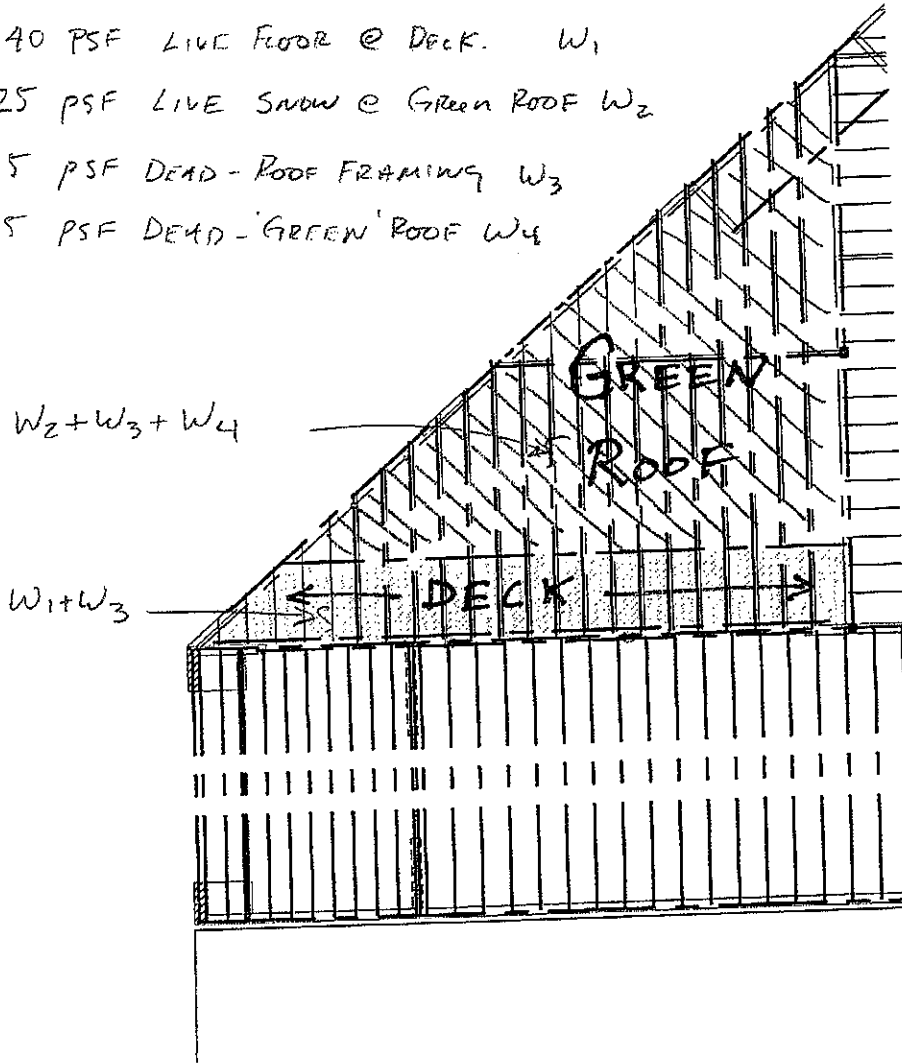 40 PSF LIVE FLOOR @ DECK. W₁
25 PSF LIVE SNOW @ Green ROOF W₂
5 PSF DEAD - ROOF FRAMING W₃
5 PSF DEAD - 'GREEN' ROOF W₄
GREEN
W₂+W₃+W₄
ROOF
W₁+W₃
DECK